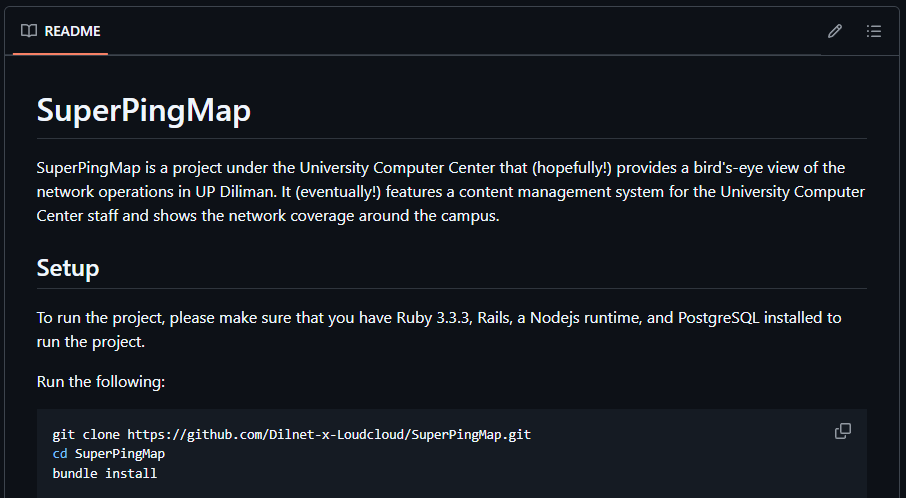 README
SuperPingMap
SuperPingMap is a project under the University Computer Center that (hopefully!) provides a bird's-eye view of the
network operations in UP Diliman. It (eventually!) features a content management system for the University Computer
Center staff and shows the network coverage around the campus.
Setup
To run the project, please make sure that you have Ruby 3.3.3, Rails, a Nodejs runtime, and PostgreSQL installed to
run the project.
Run the following:
git clone https://github.com/Dilnet-x-Loudcloud/SuperPingMap.git
cd SuperPingMap
bundle install